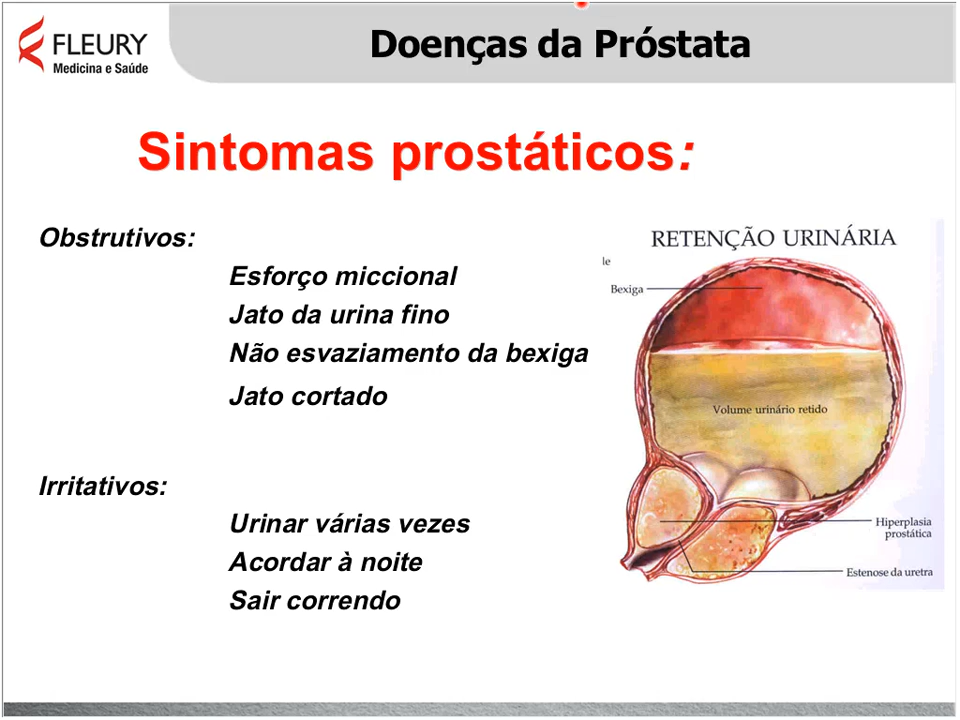 FLEURY
Medicina e Saúde
Doenças da Próstata
Sintomas prostáticos:
Obstrutivos:
Esforço miccional
Jato da urina fino
Não esvaziamento da bexiga
Jato cortado
Irritativos:
Urinar várias vezes
Acordar à noite
Sair correndo
RETENÇÃO URINÁRIA
le
Bexiga
Volume urinário retido
Hiperplasia
prostática
Estenose da uretra